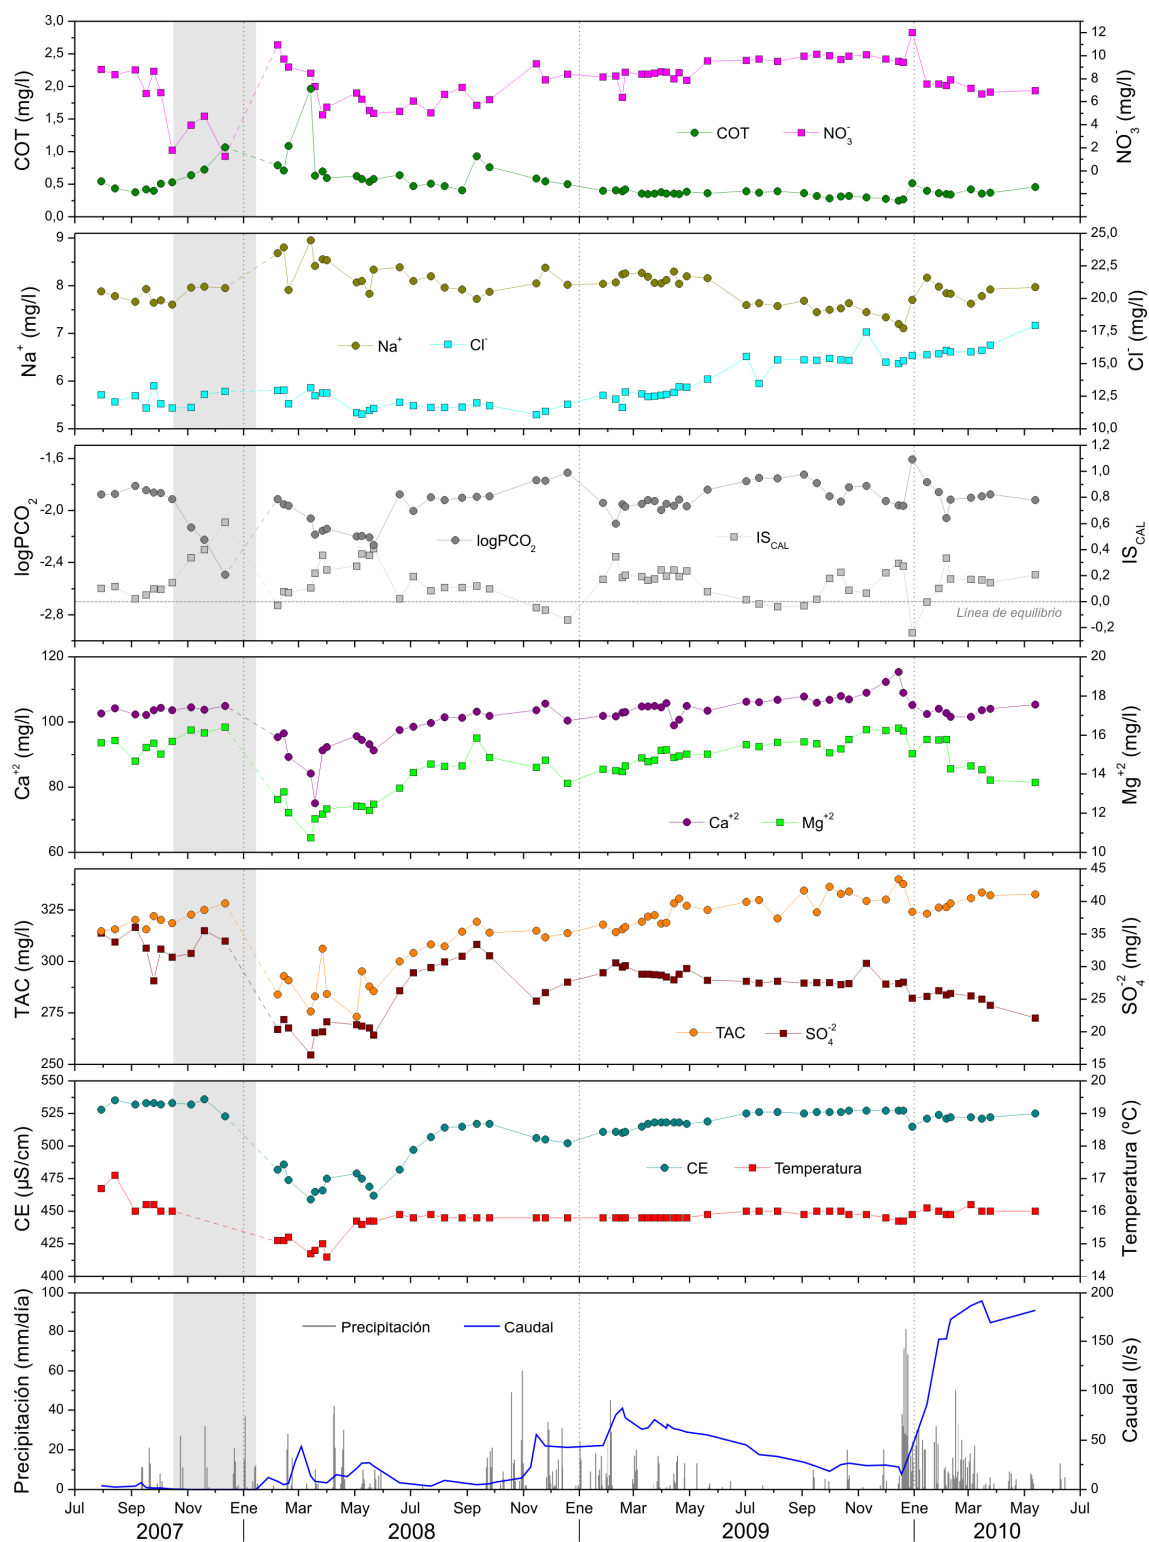 COT (mg/l)
3,0
2,5
2,0
1,5
1,0
0,5
0,0
COT
NO3-
12
10
8
6
4
2
0
NO3- (mg/l)
Na+ (mg/l)
9
8
7
6
5
Na+
Cl-
25,0
22,5
20,0
17,5
15,0
12,5
10,0
Cl- (mg/l)
logPCO2
-1,6
-2,0
-2,4
-2,8
logPCO2
ISCAL
Línea de equilibrio
1,2
1,0
0,8
0,6
0,4
0,2
0,0
-0,2
ISCAL
Ca+2 (mg/l)
120
100
80
60
Ca+2
Mg+2
20
18
16
14
12
10
Mg+2 (mg/l)
TAC (mg/l)
325
300
275
250
TAC
SO4-2
45
40
35
30
25
20
15
SO4-2 (mg/l)
CE (µS/cm)
550
525
500
475
450
425
400
CE
Temperatura
20
19
18
17
16
15
14
Temperatura (ºC)
Precipitación (mm/día)
100
80
60
40
20
0
Precipitación
Caudal
200
150
100
50
0
Caudal (l/s)
Jul Sep Nov Ene Mar May Jul Sep Nov Ene Mar May Jul Sep Nov Ene Mar May Jul
2007 2008 2009 2010